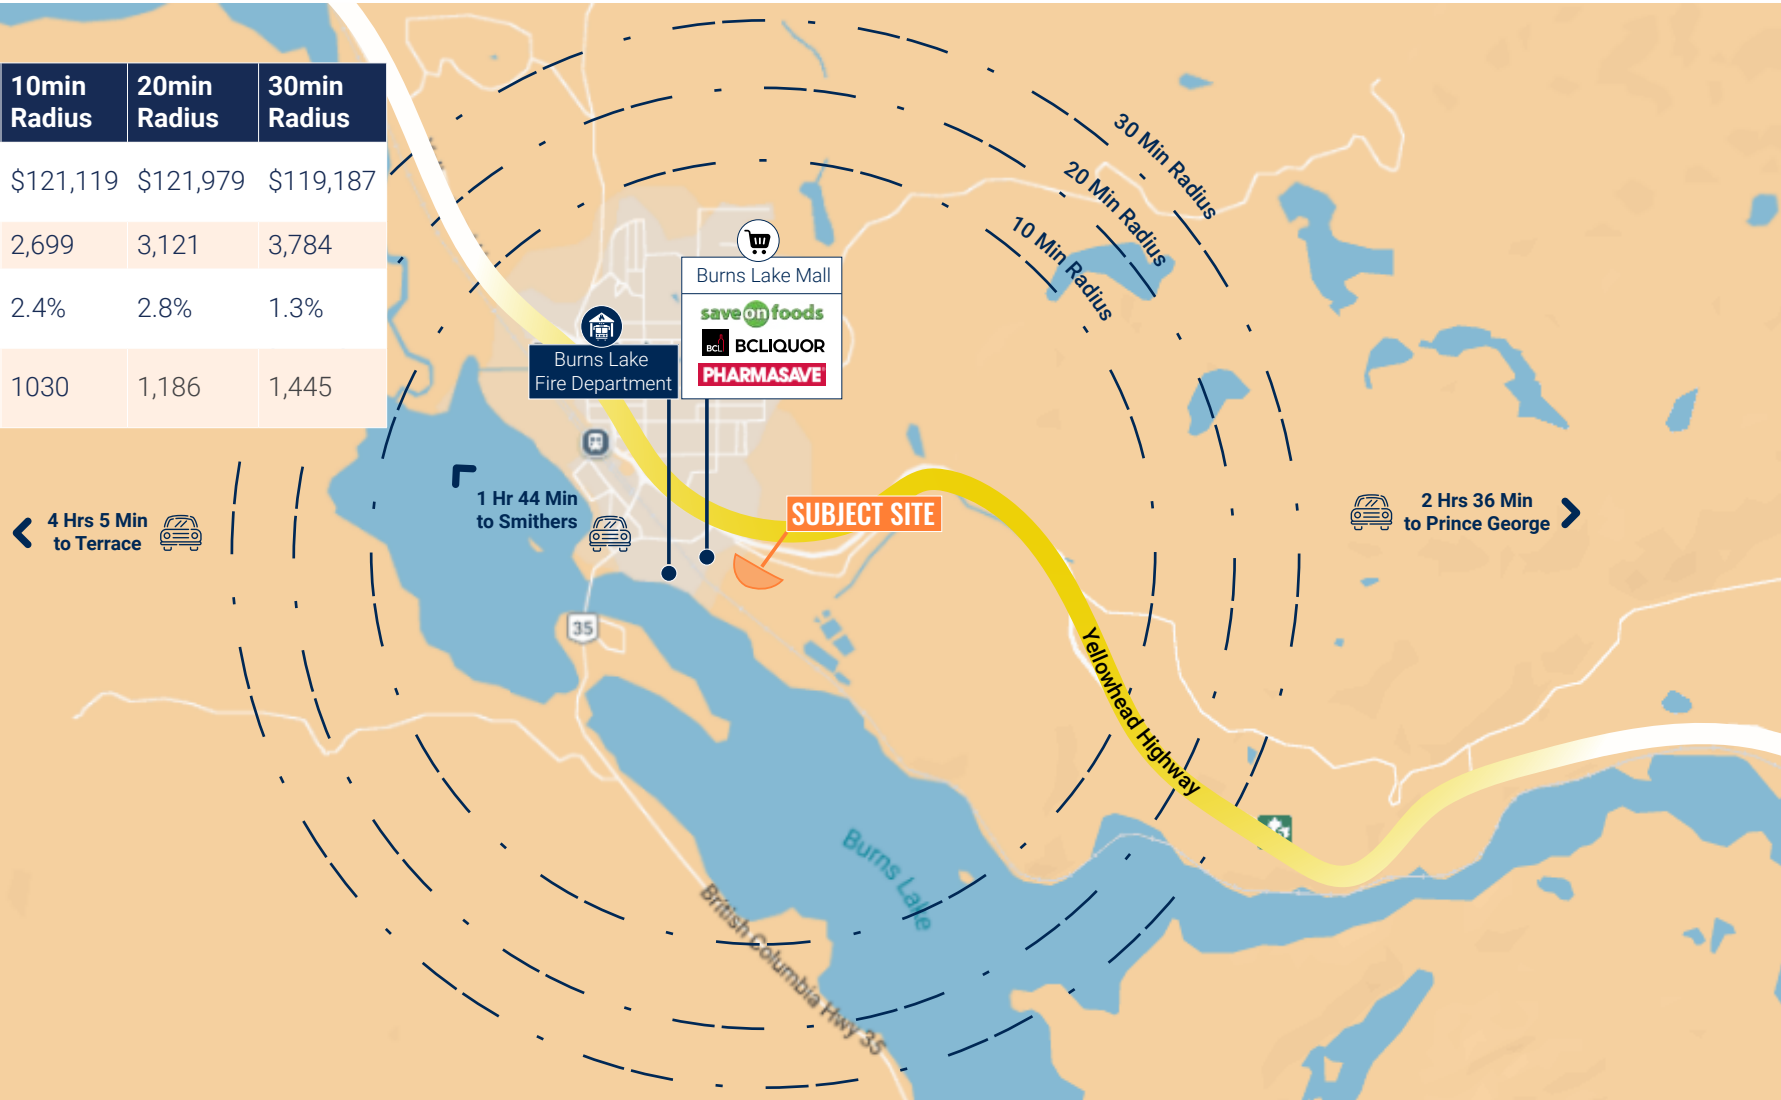 10min Radius
20min Radius
30min Radius
$121,119 $121,979 $119,187
2,699 3,121 3,784
2.4% 2.8% 1.3%
1030 1,186 1,445
30 Min Radius
20 Min Radius
10 Min Radius
Burns Lake Mall
save on foods
BCL BCLIQUOR
PHARMASAVE
Burns Lake
Fire Department
1 Hr 44 Min
to Smithers
4 Hrs 5 Min
to Terrace
SUBJECT SITE
2 Hrs 36 Min
to Prince George
35
Yellowhead Highway
Burns Lake
British Columbia Hwy 35